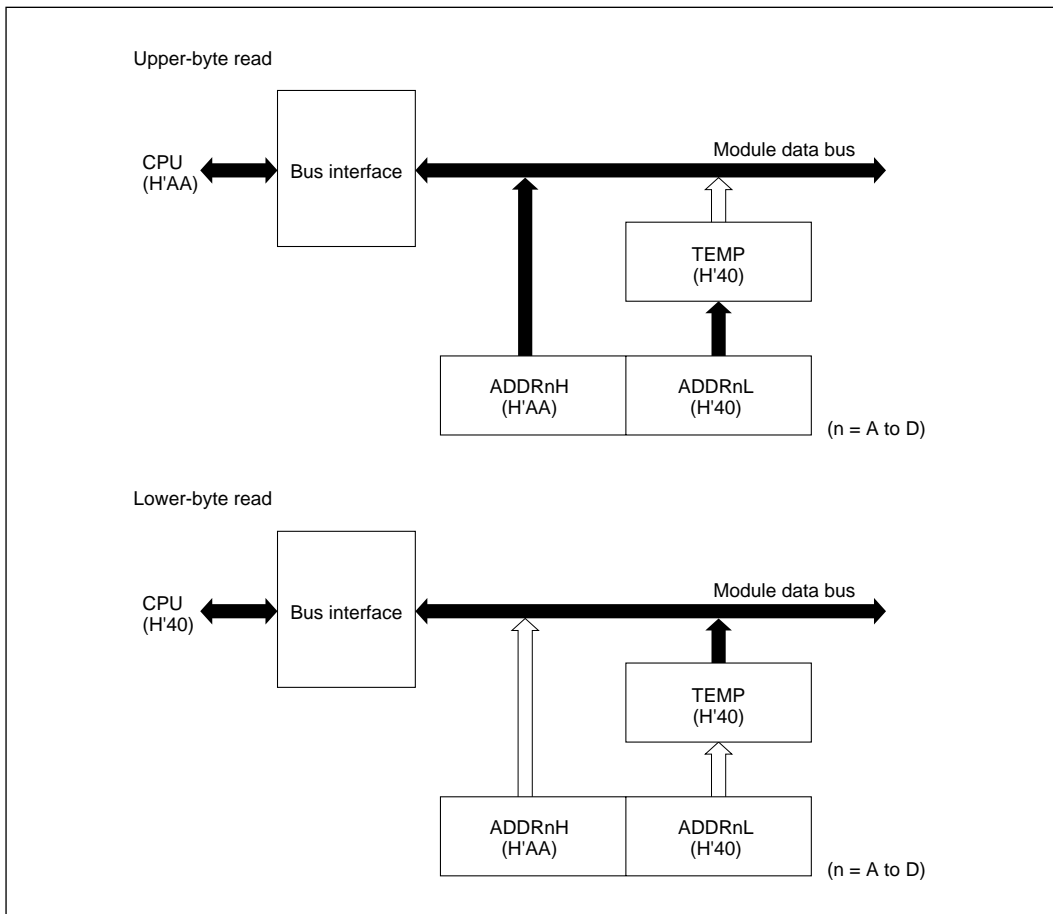 Upper-byte read
CPU
(H'AA)
Bus interface
Module data bus
TEMP
(H'40)
ADDRnH
(H'AA)
ADDRnL
(H'40)
(n = A to D)
Lower-byte read
CPU
(H'40)
Bus interface
Module data bus
TEMP
(H'40)
ADDRnH
(H'AA)
ADDRnL
(H'40)
(n = A to D)